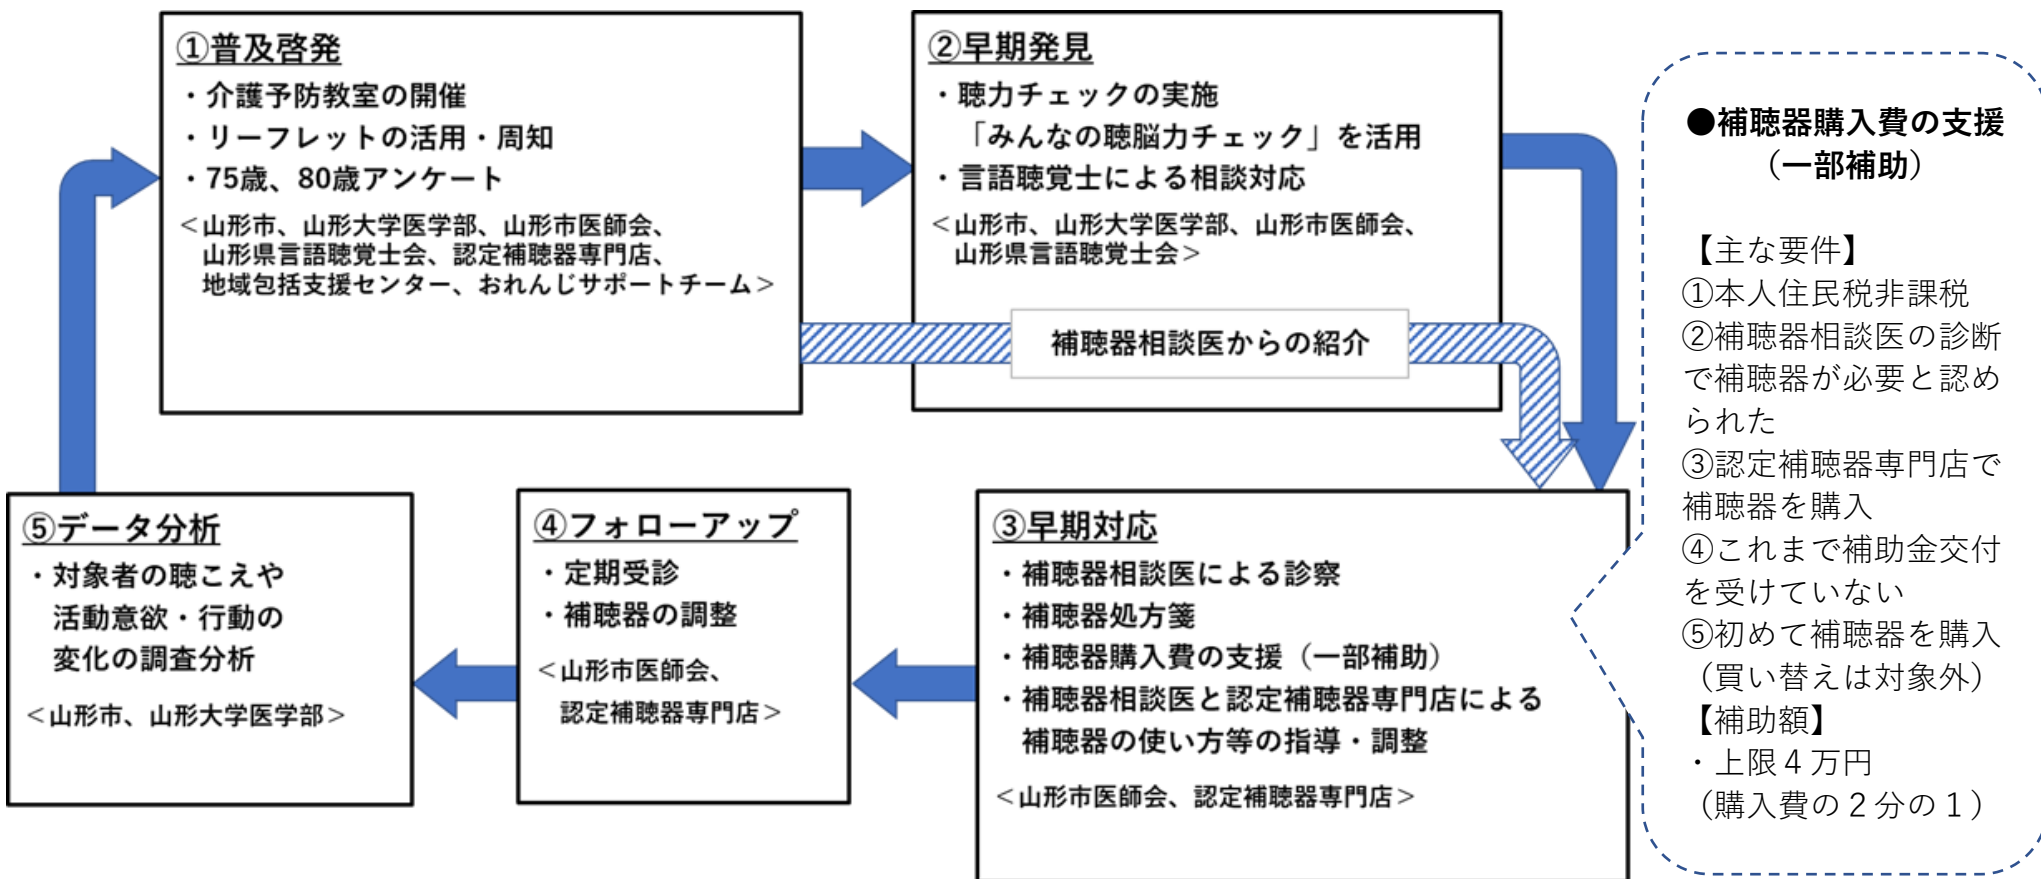 ①普及啓発
・介護予防教室の開催
・リーフレットの活用・周知
・75歳、80歳アンケート
＜山形市、山形大学医学部、山形市医師会、
山形県言語聴覚士会、認定補聴器専門店、
地域包括支援センター、おれんじサポートチーム＞
②早期発見
・聴力チェックの実施
「みんなの聴脳力チェック」を活用
・言語聴覚士による相談対応
＜山形市、山形大学医学部、山形市医師会、
山形県言語聴覚士会＞
補聴器相談医からの紹介
③早期対応
・補聴器相談医による診察
・補聴器処方箋
・補聴器購入費の支援（一部補助）
・補聴器相談医と認定補聴器専門店による
補聴器の使い方等の指導・調整
＜山形市医師会、認定補聴器専門店＞
④フォローアップ
・定期受診
・補聴器の調整
＜山形市医師会、
認定補聴器専門店＞
⑤データ分析
・対象者の聴こえや
活動意欲・行動の
変化の調査分析
＜山形市、山形大学医学部＞
●補聴器購入費の支援
（一部補助）
【主な要件】
①本人住民税非課税
②補聴器相談医の診断
で補聴器が必要と認め
られた
③認定補聴器専門店で
補聴器を購入
④これまで補助金交付
を受けていない
⑤初めて補聴器を購入
（買い替えは対象外）
【補助額】
・上限４万円
（購入費の２分の１）